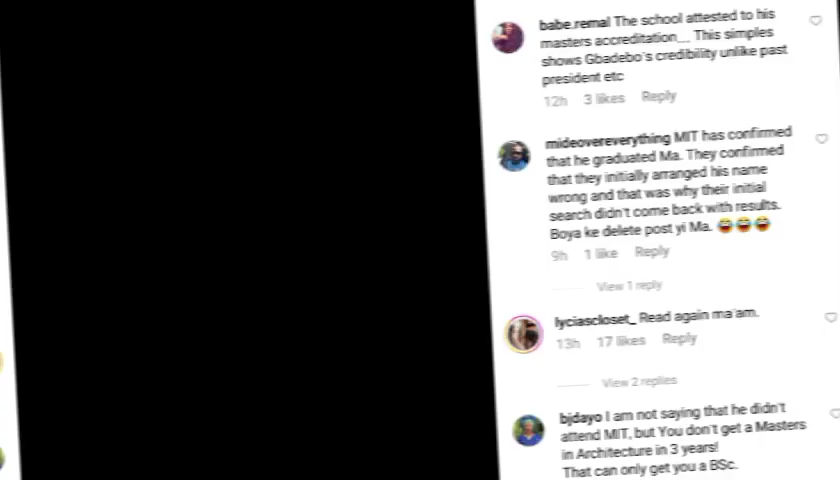 babe.remal The school attested to his
masters accreditation.... This simples
shows Gbadebo's credibility unlike past
president etc
12h 3 likes Reply
mideovereverything MIT has confirmed
that he graduated Ma. They confirmed
that they initially arranged his name
wrong and that was why their initial
search didn't come back with results.
Boya ke delete post yi Ma. 😂😂😂
9h 1 like Reply
View 1 reply
lyciascloset_ Read again ma'am.
13h 17 likes Reply
View 2 replies
bjdayo I am not saying that he didn't
attend MIT, but You don't get a Masters
in Architecture in 3 years!
That can only get you a BSc.